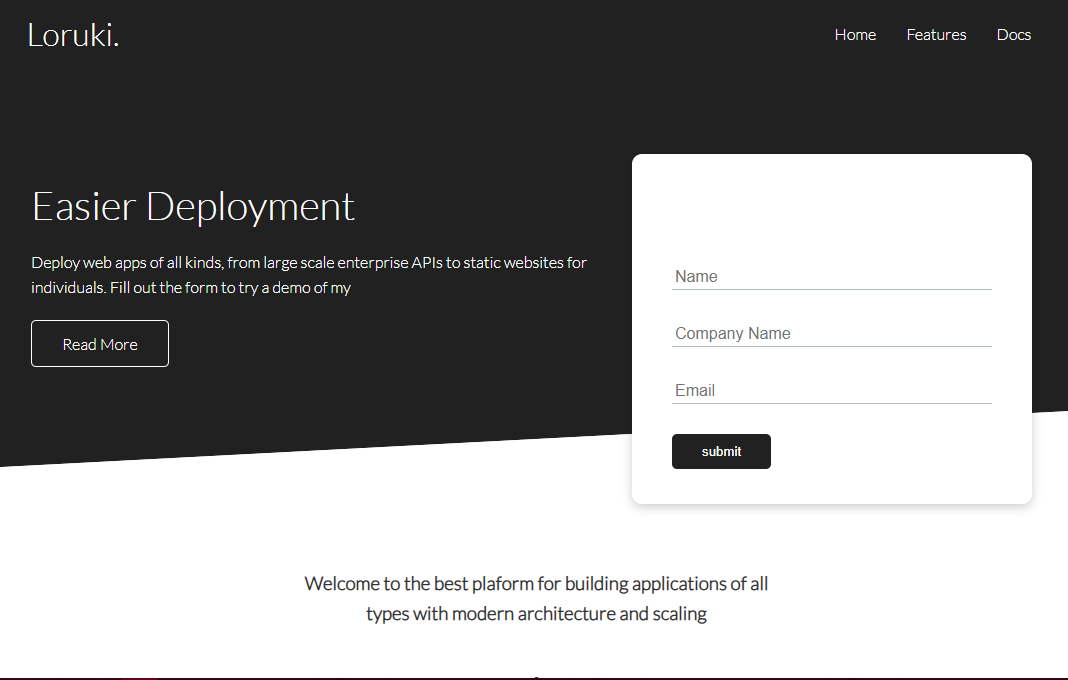 Loruki.
Home Features Docs
Easier Deployment
Deploy web apps of all kinds, from large scale enterprise APIs to static websites for
individuals. Fill out the form to try a demo of my
Read More
Name
Company Name
Email
submit
Welcome to the best plaform for building applications of all
types with modern architecture and scaling